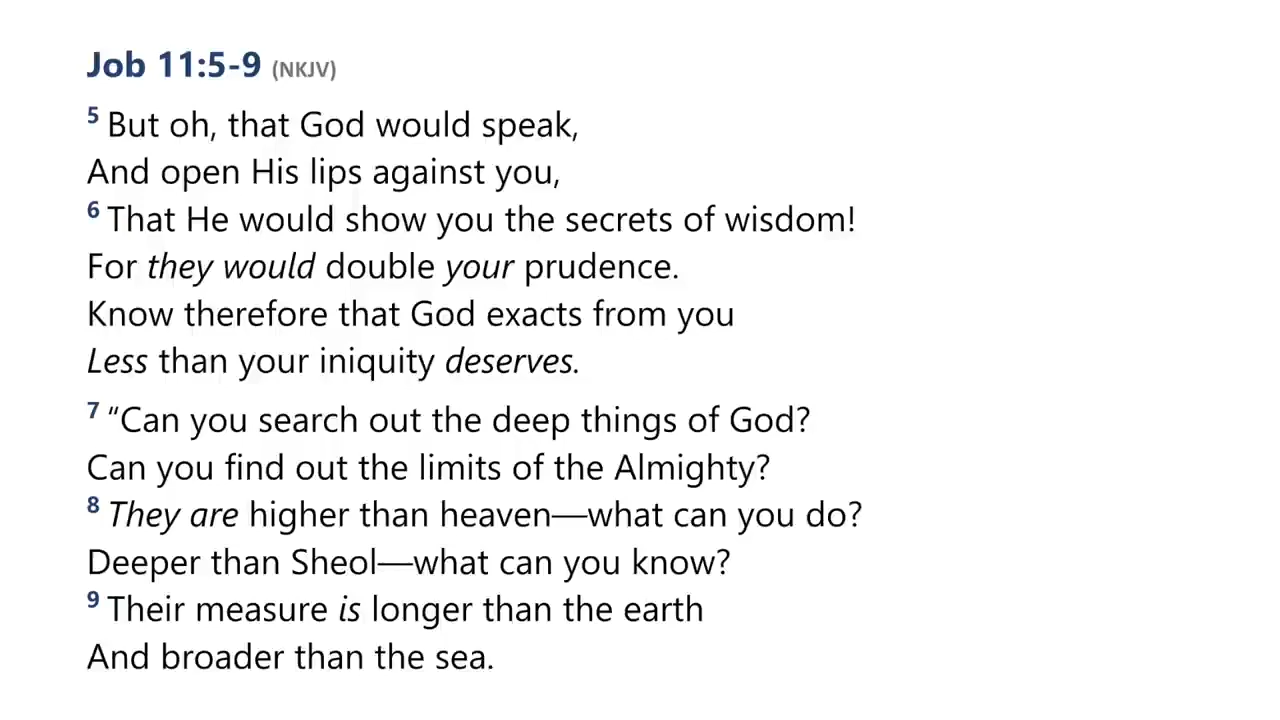 Job 11:5-9 (NKJV)
5 But oh, that God would speak,
And open His lips against you,
6 That He would show you the secrets of wisdom!
For they would double your prudence.
Know therefore that God exacts from you
Less than your iniquity deserves.
7 “Can you search out the deep things of God?
Can you find out the limits of the Almighty?
8 They are higher than heaven—what can you do?
Deeper than Sheol—what can you know?
9 Their measure is longer than the earth
And broader than the sea.